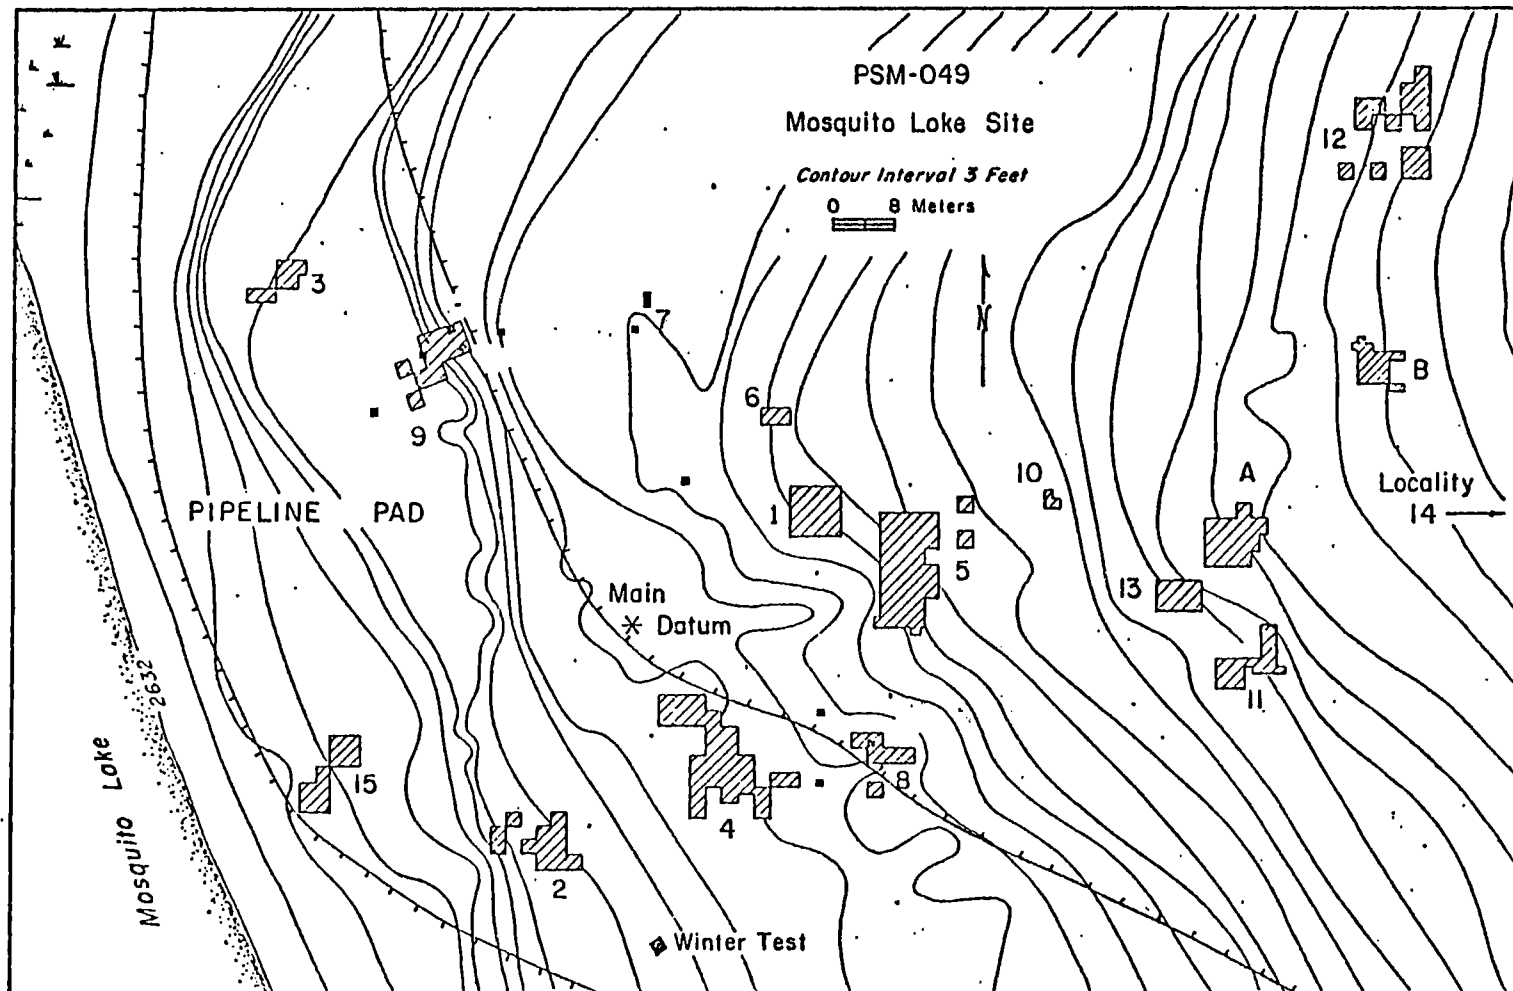 PSM-049
Mosquito Lake Site
Contour Interval 3 Feet
0 8 Meters
12
3
N
7
B
6
9
10
A
Locality
14
PIPELINE PAD
1
5
13
Main
Datum
2632
11
Mosquito Lake
15
8
4
2
Winter Test